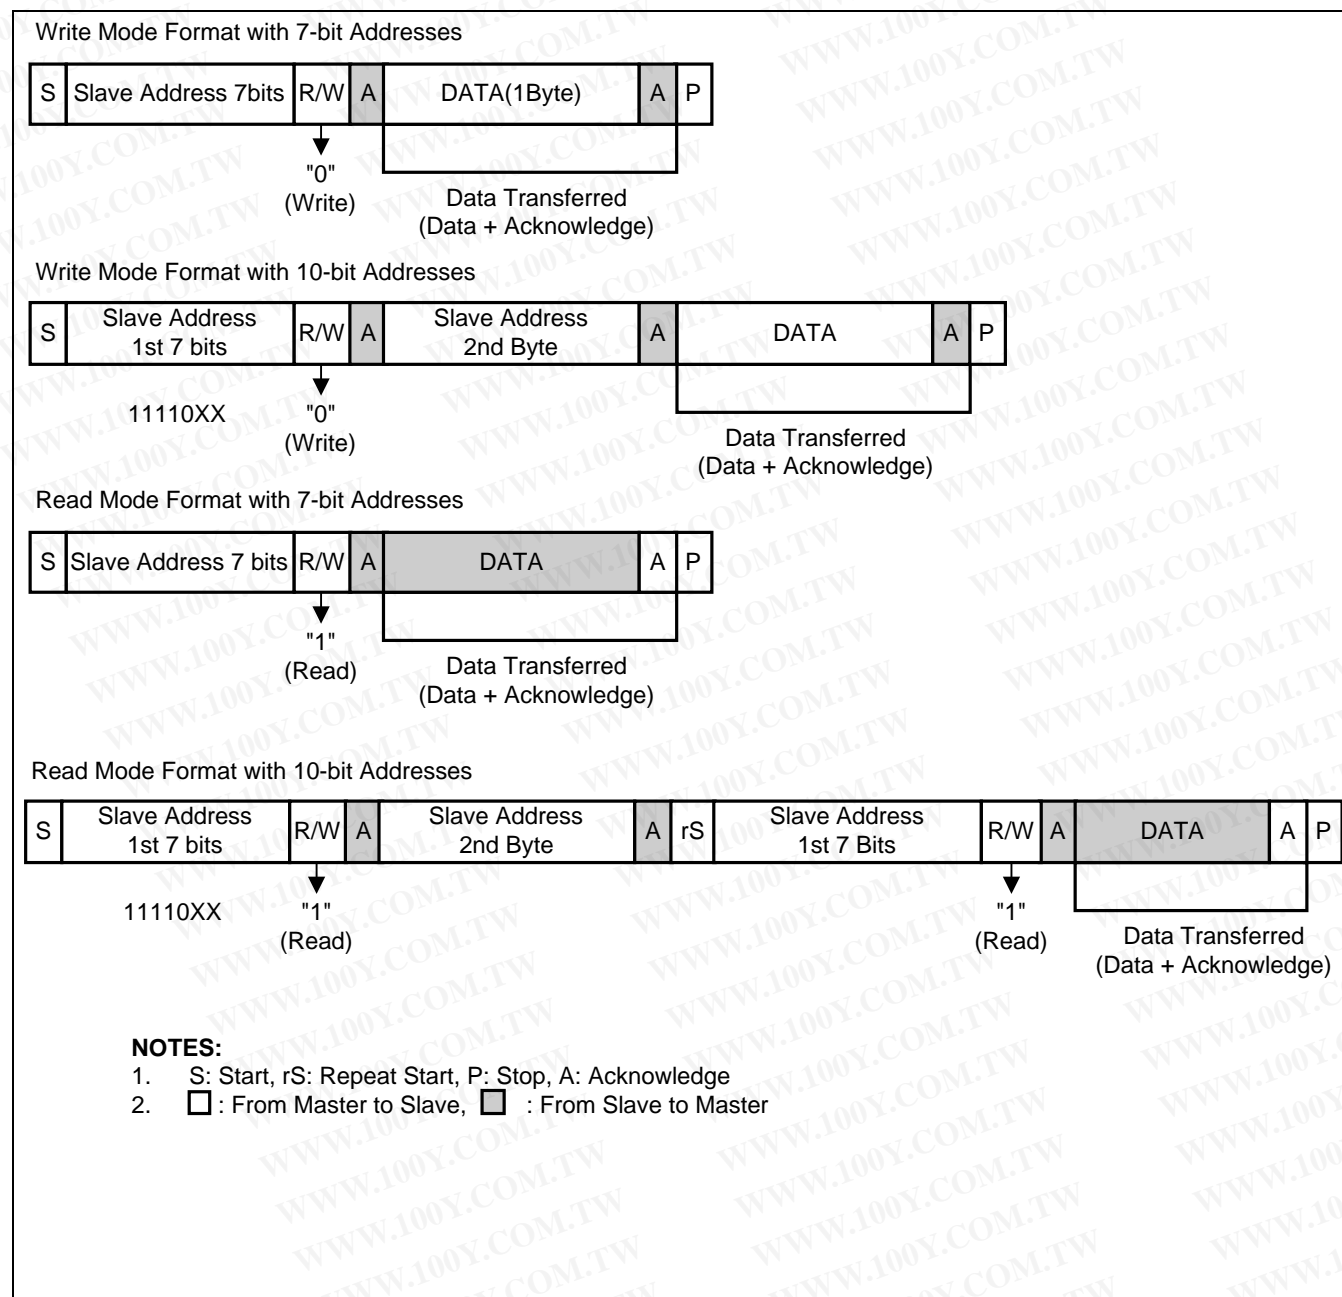 Write Mode Format with 7-bit Addresses
S Slave Address 7bits R/W A DATA(1Byte) A P
"0"
(Write)
Data Transferred
(Data + Acknowledge)
Write Mode Format with 10-bit Addresses
S Slave Address 1st 7 bits R/W A Slave Address 2nd Byte A DATA A P
11110XX
"0"
(Write)
Data Transferred
(Data + Acknowledge)
Read Mode Format with 7-bit Addresses
S Slave Address 7 bits R/W A DATA A P
"1"
(Read)
Data Transferred
(Data + Acknowledge)
Read Mode Format with 10-bit Addresses
S Slave Address 1st 7 bits R/W A Slave Address 2nd Byte A rS Slave Address 1st 7 Bits R/W A DATA A P
11110XX
"1"
(Read)
"1"
(Read)
Data Transferred
(Data + Acknowledge)
NOTES:
1. S: Start, rS: Repeat Start, P: Stop, A: Acknowledge
2. : From Master to Slave, : From Slave to Master
WWW.100Y.COM.TW